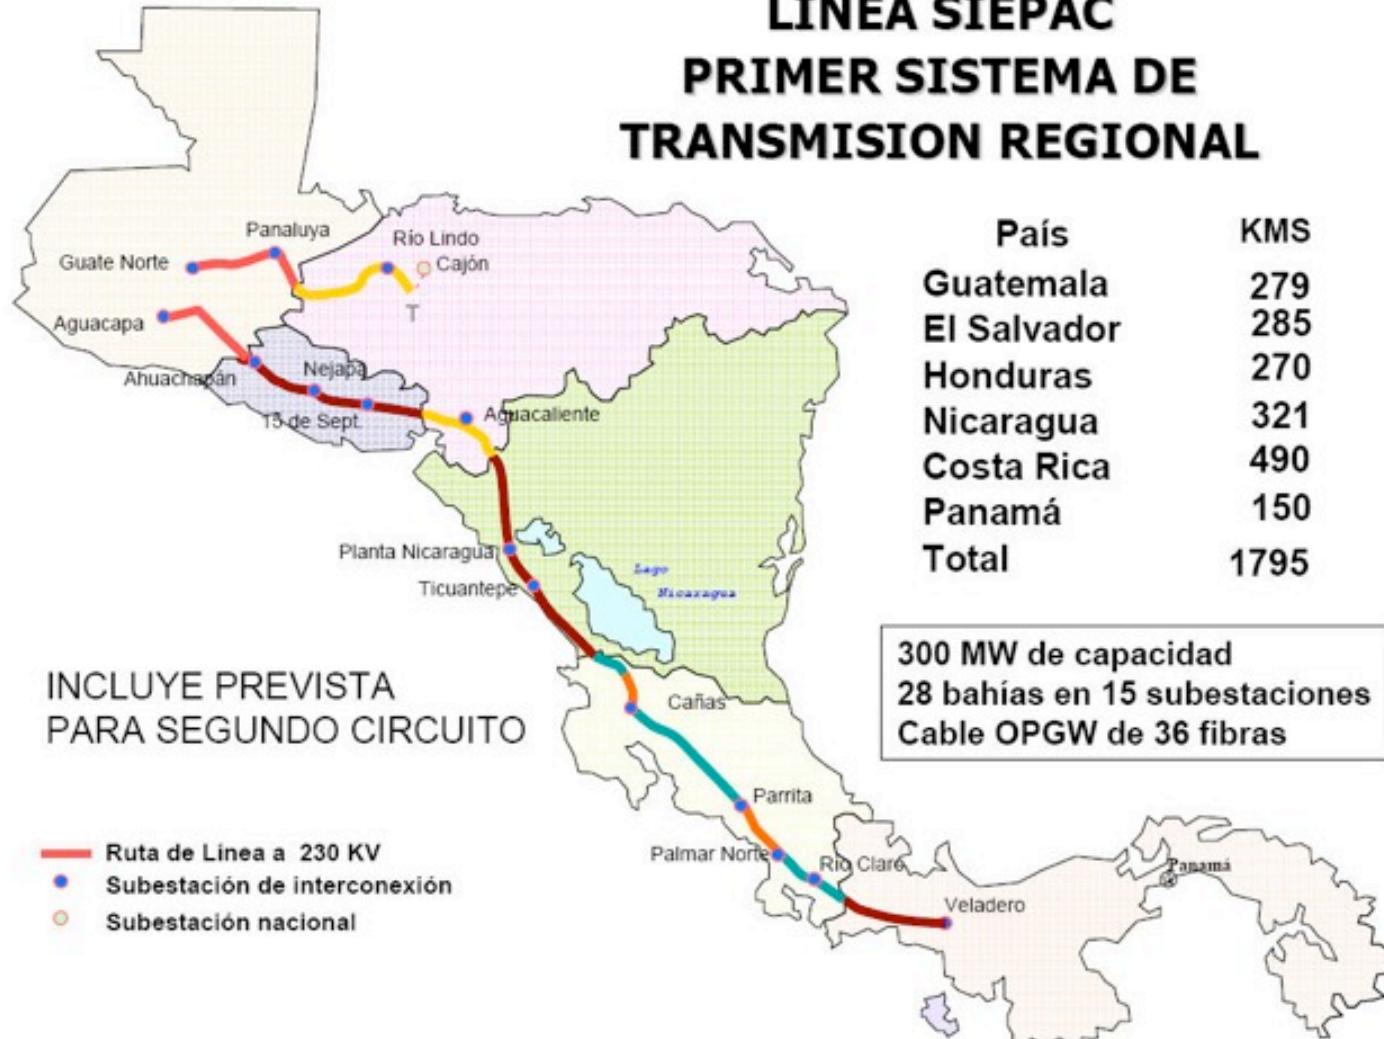 LINEA SIEPAC
PRIMER SISTEMA DE
TRANSMISION REGIONAL
País KMS
Guatemala 279
El Salvador 285
Honduras 270
Nicaragua 321
Costa Rica 490
Panamá 150
Total 1795
300 MW de capacidad
28 bahías en 15 subestaciones
Cable OPGW de 36 fibras
Panaluya
Río Lindo
Guate Norte
Cajón
T
Aguacapa
Ahuachapán
Nejapa
15 de Sept.
Aguacaliente
Planta Nicaragua
Ticuantepe
Lago
Nicaragua
Cañas
Parrita
Palmar Norte
Río Claro
Panamá
Veladero
INCLUYE PREVISTA
PARA SEGUNDO CIRCUITO
Ruta de Linea a 230 KV
Subestación de interconexión
Subestación nacional